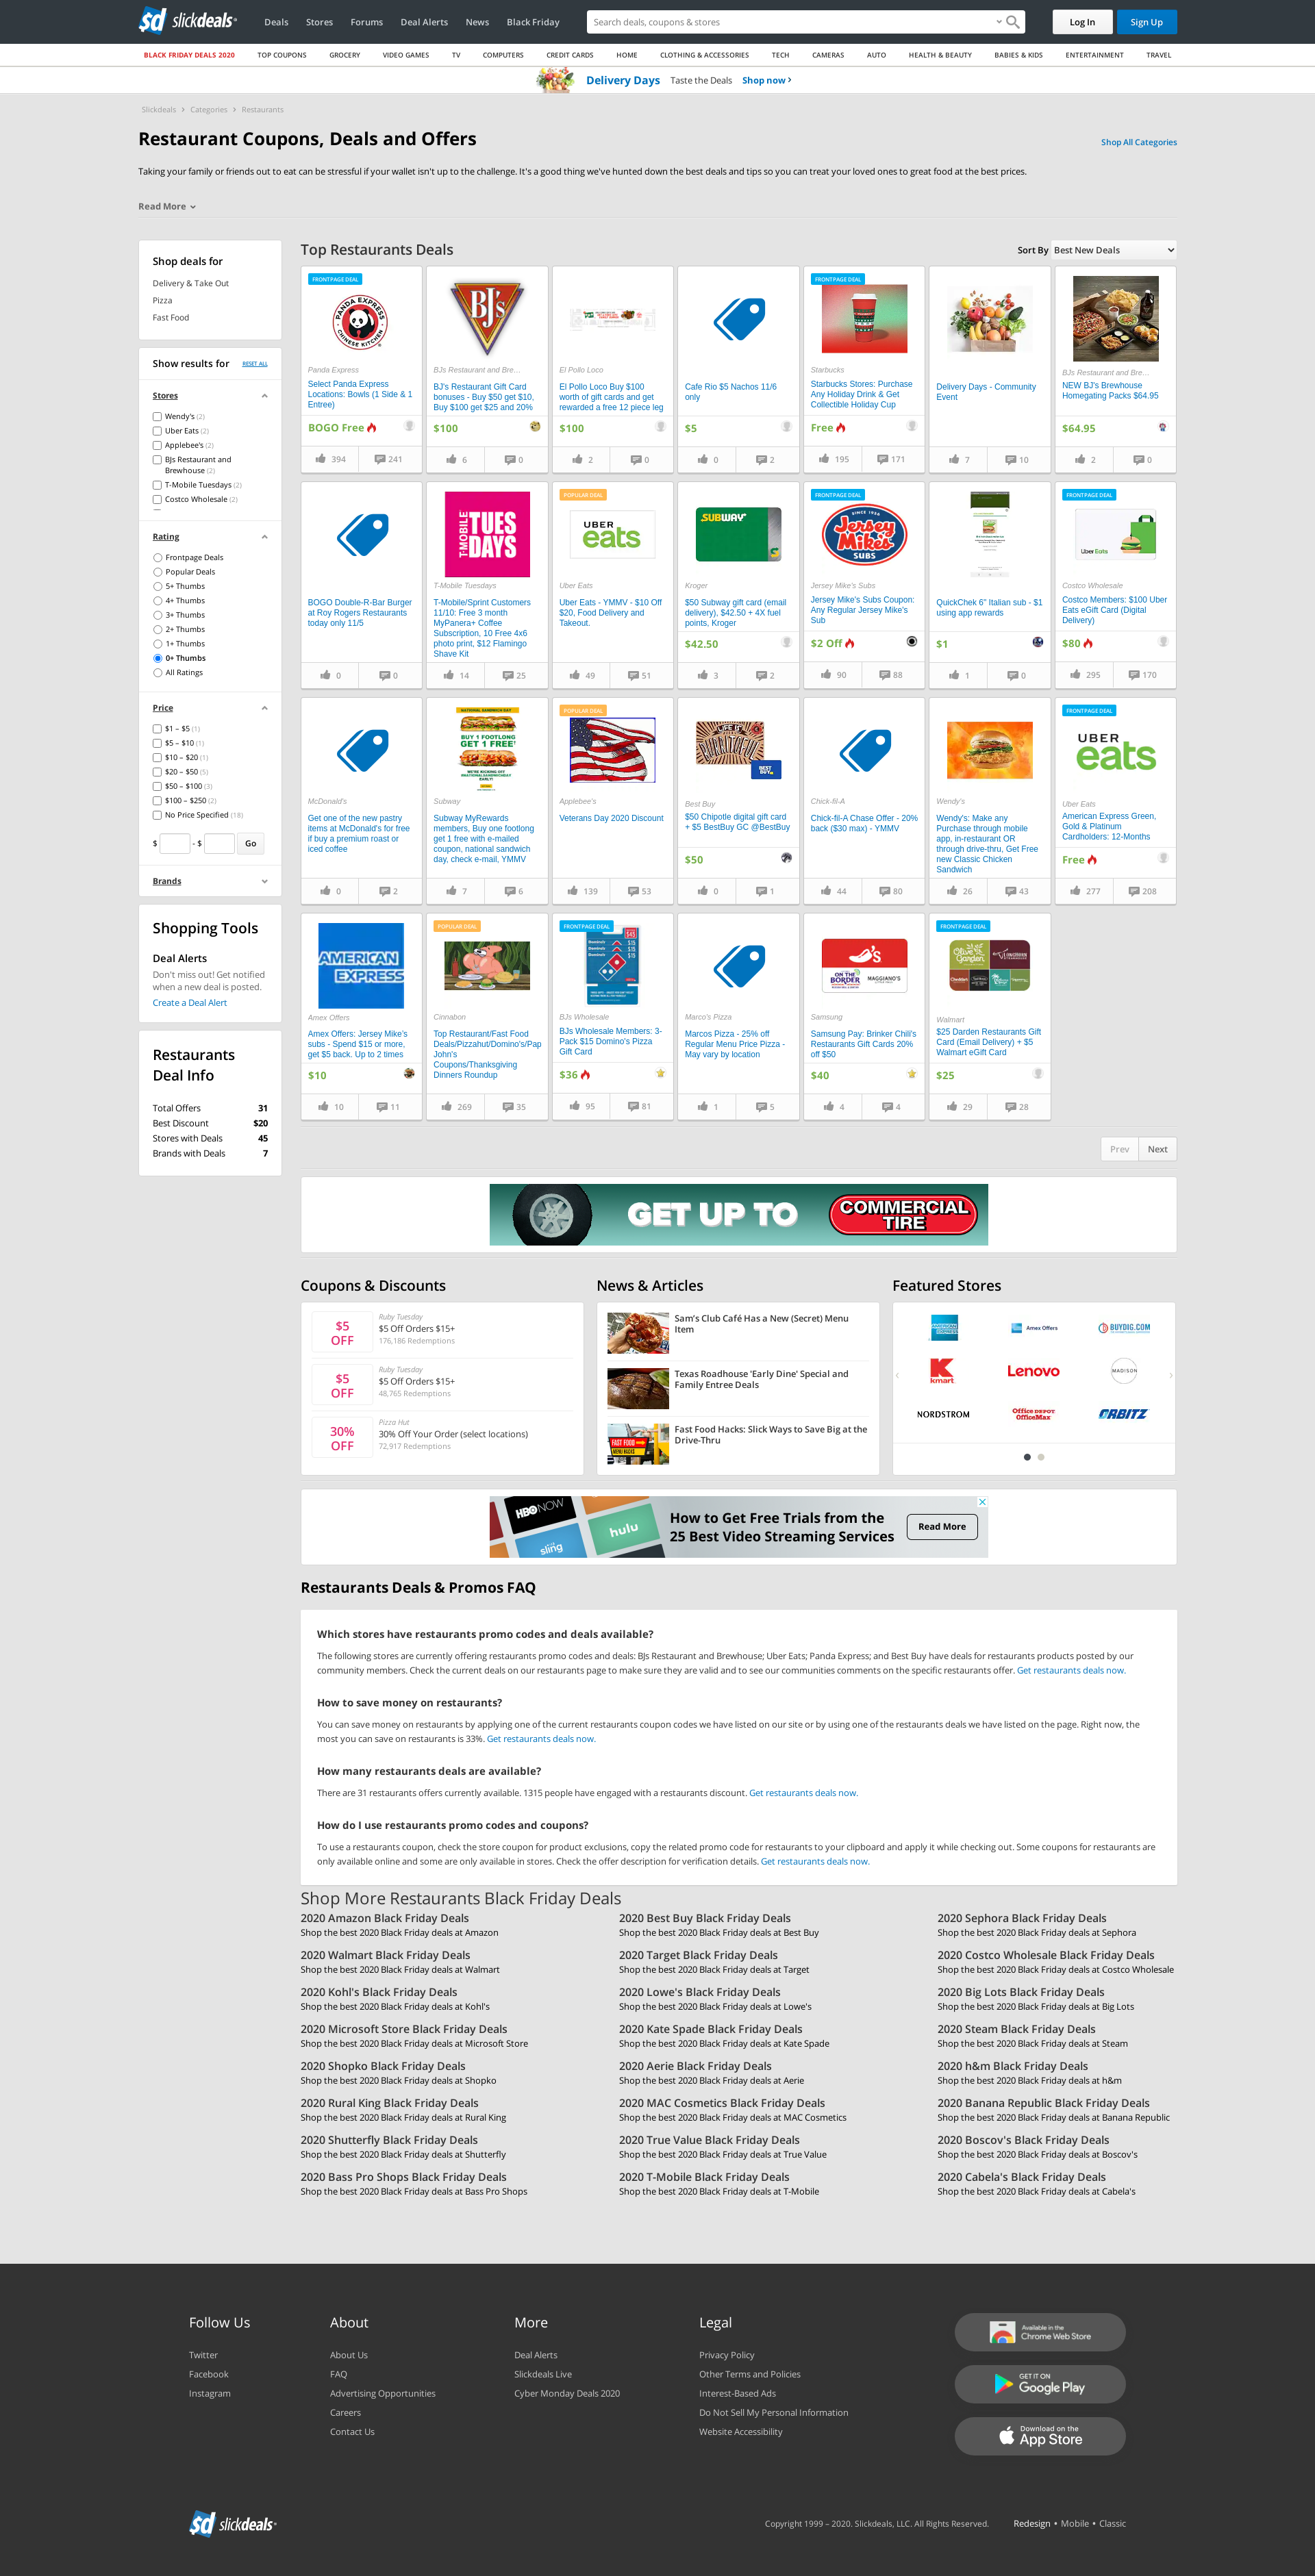 slickdeals
Deals
Stores
Forums
Deal Alerts
News
Black Friday
Search deals, coupons & stores
Log In
Sign Up
BLACK FRIDAY DEALS 2020
TOP COUPONS
GROCERY
VIDEO GAMES
TV
COMPUTERS
CREDIT CARDS
HOME
CLOTHING & ACCESSORIES
TECH
CAMERAS
AUTO
HEALTH & BEAUTY
BABIES & KIDS
ENTERTAINMENT
TRAVEL
Delivery Days Taste the Deals Shop now
Slickdeals > Categories > Restaurants
Restaurant Coupons, Deals and Offers
Shop All Categories
Taking your family or friends out to eat can be stressful if your wallet isn't up to the challenge. It's a good thing we've hunted down the best deals and tips so you can treat your loved ones to great food at the best prices.
Read More
Shop deals for
Delivery & Take Out
Pizza
Fast Food
Show results for RESET ALL
Stores
Wendy's (2)
Uber Eats (2)
Applebee's (2)
BJs Restaurant and
Brewhouse (2)
T-Mobile Tuesdays (2)
Costco Wholesale (2)
Rating
Frontpage Deals
Popular Deals
5+ Thumbs
4+ Thumbs
3+ Thumbs
2+ Thumbs
1+ Thumbs
0+ Thumbs
All Ratings
Price
$1 – $5 (1)
$5 – $10 (1)
$10 – $20 (1)
$20 – $50 (5)
$50 – $100 (3)
$100 – $250 (2)
No Price Specified (18)
$ - $ Go
Brands
Shopping Tools
Deal Alerts
Don't miss out! Get notified
when a new deal is posted.
Create a Deal Alert
Restaurants
Deal Info
Total Offers 31
Best Discount $20
Stores with Deals 45
Brands with Deals 7
Top Restaurants Deals
Sort By Best New Deals
FRONTPAGE DEAL
PANDA EXPRESS
CHINESE KITCHEN
Panda Express
Select Panda Express
Locations: Bowls (1 Side & 1
Entree)
BOGO Free
394 241
BJ's
BJs Restaurant and Bre...
BJ's Restaurant Gift Card
bonuses - Buy $50 get $10,
Buy $100 get $25 and 20%
$100
6 0
El Pollo Loco
El Pollo Loco Buy $100
worth of gift cards and get
rewarded a free 12 piece leg
$100
2 0
Cafe Rio $5 Nachos 11/6
only
$5
0 2
FRONTPAGE DEAL
Starbucks
Starbucks Stores: Purchase
Any Holiday Drink & Get
Collectible Holiday Cup
Free
195 171
Delivery Days - Community
Event
7 10
BJs Restaurant and Bre...
NEW BJ's Brewhouse
Homegating Packs $64.95
$64.95
2 0
BOGO Double-R-Bar Burger
at Roy Rogers Restaurants
today only 11/5
0 0
T-MOBILE
TUES
DAYS
T-Mobile Tuesdays
T-Mobile/Sprint Customers
11/10: Free 3 month
MyPanera+ Coffee
Subscription, 10 Free 4x6
photo print, $12 Flamingo
Shave Kit
14 25
POPULAR DEAL
UBER
eats
Uber Eats
Uber Eats - YMMV - $10 Off
$20, Food Delivery and
Takeout.
49 51
SUBWAY
Kroger
$50 Subway gift card (email
delivery), $42.50 + 4X fuel
points, Kroger
$42.50
3 2
FRONTPAGE DEAL
SINCE 1956
Jersey
Mike's
SUBS
Jersey Mike's Subs
Jersey Mike's Subs Coupon:
Any Regular Jersey Mike's
Sub
$2 Off
90 88
QuickChek 6" Italian sub - $1
using app rewards
$1
1 0
FRONTPAGE DEAL
Uber Eats
Costco Wholesale
Costco Members: $100 Uber
Eats eGift Card (Digital
Delivery)
$80
295 170
McDonald's
Get one of the new pastry
items at McDonald's for free
if buy a premium roast or
iced coffee
0 2
NATIONAL SANDWICH DAY
BUY 1 FOOTLONG
GET 1 FREE
WE'RE KICKING OFF
#NATIONALSANDWICHDAY
EARLY!
Subway
Subway MyRewards
members, Buy one footlong
get 1 free with e-mailed
coupon, national sandwich
day, check e-mail, YMMV
7 6
POPULAR DEAL
Applebee's
Veterans Day 2020 Discount
139 53
BEST BUY
Best Buy
$50 Chipotle digital gift card
+ $5 BestBuy GC @BestBuy
$50
0 1
Chick-fil-A
Chick-fil-A Chase Offer - 20%
back ($30 max) - YMMV
44 80
Wendy's
Wendy's: Make any
Purchase through mobile
app, in-restaurant OR
through drive-thru, Get Free
new Classic Chicken
Sandwich
26 43
FRONTPAGE DEAL
UBER
eats
Uber Eats
American Express Green,
Gold & Platinum
Cardholders: 12-Months
Free
277 208
AMERICAN
EXPRESS
Amex Offers
Amex Offers: Jersey Mike's
subs - Spend $15 or more,
get $5 back. Up to 2 times
$10
10 11
POPULAR DEAL
Cinnabon
Top Restaurant/Fast Food
Deals/Pizzahut/Domino's/Pap
John's
Coupons/Thanksgiving
Dinners Roundup
269 35
FRONTPAGE DEAL
$45
$15
$15
$15
BJs Wholesale
BJs Wholesale Members: 3-
Pack $15 Domino's Pizza
Gift Card
$36
95 81
Marco's Pizza
Marcos Pizza - 25% off
Regular Menu Price Pizza -
May vary by location
1 5
ON THE
BORDER
MAGGIANO'S
Samsung
Samsung Pay: Brinker Chili's
Restaurants Gift Cards 20%
off $50
$40
4 4
FRONTPAGE DEAL
Olive
Garden
Walmart
$25 Darden Restaurants Gift
Card (Email Delivery) + $5
Walmart eGift Card
$25
29 28
Prev Next
GET UP TO COMMERCIAL
TIRE
Coupons & Discounts
$5
OFF
Ruby Tuesday
$5 Off Orders $15+
176,186 Redemptions
$5
OFF
Ruby Tuesday
$5 Off Orders $15+
48,765 Redemptions
30%
OFF
Pizza Hut
30% Off Your Order (select locations)
72,917 Redemptions
News & Articles
Sam's Club Café Has a New (Secret) Menu
Item
Texas Roadhouse 'Early Dine' Special and
Family Entree Deals
FAST FOOD
MENU HACKS
Fast Food Hacks: Slick Ways to Save Big at the
Drive-Thru
Featured Stores
AMERICAN EXPRESS
Amex Offers
BUYDIG.COM
kmart
Lenovo
MADISON
NORDSTROM
Office DEPOT
OfficeMax
ORBITZ
HBO NOW
hulu
sling
How to Get Free Trials from the
25 Best Video Streaming Services
Read More
Restaurants Deals & Promos FAQ
Which stores have restaurants promo codes and deals available?
The following stores are currently offering restaurants promo codes and deals: BJs Restaurant and Brewhouse; Uber Eats; Panda Express; and Best Buy have deals for restaurants products posted by our
community members. Check the current deals on our restaurants page to make sure they are valid and to see our communities comments on the specific restaurants offer. Get restaurants deals now.
How to save money on restaurants?
You can save money on restaurants by applying one of the current restaurants coupon codes we have listed on our site or by using one of the restaurants deals we have listed on the page. Right now, the
most you can save on restaurants is 33%. Get restaurants deals now.
How many restaurants deals are available?
There are 31 restaurants offers currently available. 1315 people have engaged with a restaurants discount. Get restaurants deals now.
How do I use restaurants promo codes and coupons?
To use a restaurants coupon, check the store coupon for product exclusions, copy the related promo code for restaurants to your clipboard and apply it while checking out. Some coupons for restaurants are
only available online and some are only available in stores. Check the offer description for verification details. Get restaurants deals now.
Shop More Restaurants Black Friday Deals
2020 Amazon Black Friday Deals
Shop the best 2020 Black Friday deals at Amazon
2020 Best Buy Black Friday Deals
Shop the best 2020 Black Friday deals at Best Buy
2020 Sephora Black Friday Deals
Shop the best 2020 Black Friday deals at Sephora
2020 Walmart Black Friday Deals
Shop the best 2020 Black Friday deals at Walmart
2020 Target Black Friday Deals
Shop the best 2020 Black Friday deals at Target
2020 Costco Wholesale Black Friday Deals
Shop the best 2020 Black Friday deals at Costco Wholesale
2020 Kohl's Black Friday Deals
Shop the best 2020 Black Friday deals at Kohl's
2020 Lowe's Black Friday Deals
Shop the best 2020 Black Friday deals at Lowe's
2020 Big Lots Black Friday Deals
Shop the best 2020 Black Friday deals at Big Lots
2020 Microsoft Store Black Friday Deals
Shop the best 2020 Black Friday deals at Microsoft Store
2020 Kate Spade Black Friday Deals
Shop the best 2020 Black Friday deals at Kate Spade
2020 Steam Black Friday Deals
Shop the best 2020 Black Friday deals at Steam
2020 Shopko Black Friday Deals
Shop the best 2020 Black Friday deals at Shopko
2020 Aerie Black Friday Deals
Shop the best 2020 Black Friday deals at Aerie
2020 h&m Black Friday Deals
Shop the best 2020 Black Friday deals at h&m
2020 Rural King Black Friday Deals
Shop the best 2020 Black Friday deals at Rural King
2020 MAC Cosmetics Black Friday Deals
Shop the best 2020 Black Friday deals at MAC Cosmetics
2020 Banana Republic Black Friday Deals
Shop the best 2020 Black Friday deals at Banana Republic
2020 Shutterfly Black Friday Deals
Shop the best 2020 Black Friday deals at Shutterfly
2020 True Value Black Friday Deals
Shop the best 2020 Black Friday deals at True Value
2020 Boscov's Black Friday Deals
Shop the best 2020 Black Friday deals at Boscov's
2020 Bass Pro Shops Black Friday Deals
Shop the best 2020 Black Friday deals at Bass Pro Shops
2020 T-Mobile Black Friday Deals
Shop the best 2020 Black Friday deals at T-Mobile
2020 Cabela's Black Friday Deals
Shop the best 2020 Black Friday deals at Cabela's
Follow Us
Twitter
Facebook
Instagram
About
About Us
FAQ
Advertising Opportunities
Careers
Contact Us
More
Deal Alerts
Slickdeals Live
Cyber Monday Deals 2020
Legal
Privacy Policy
Other Terms and Policies
Interest-Based Ads
Do Not Sell My Personal Information
Website Accessibility
Available in the
Chrome Web Store
GET IT ON
Google Play
Download on the
App Store
slickdeals
Copyright 1999 – 2020. Slickdeals, LLC. All Rights Reserved.
Redesign • Mobile • Classic